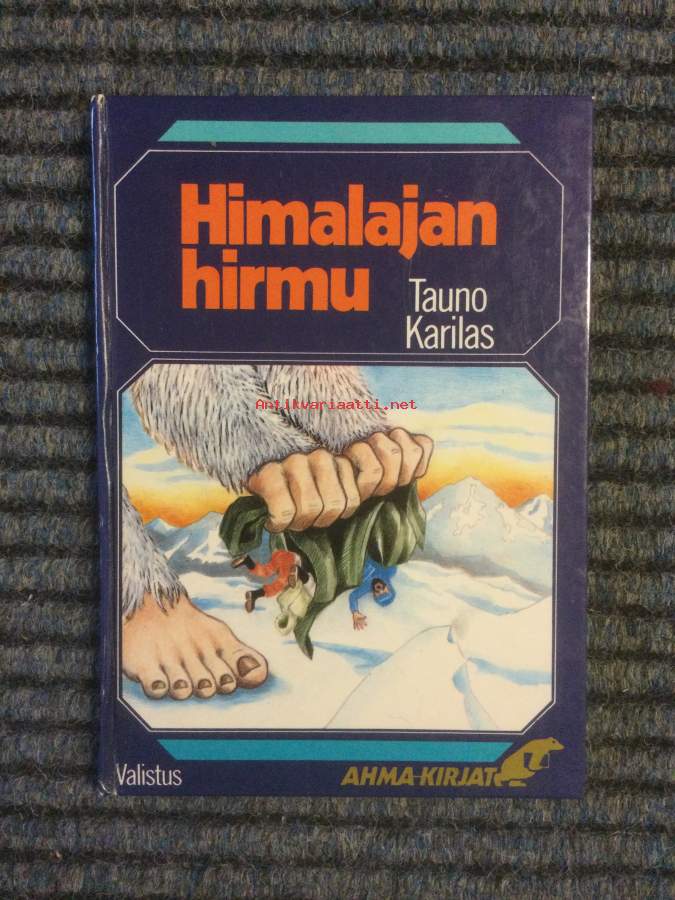 Himalajan
hirmu
Tauno
Karilas
Antikvariaatti.net
Valistus
AHMA-KIRJAT